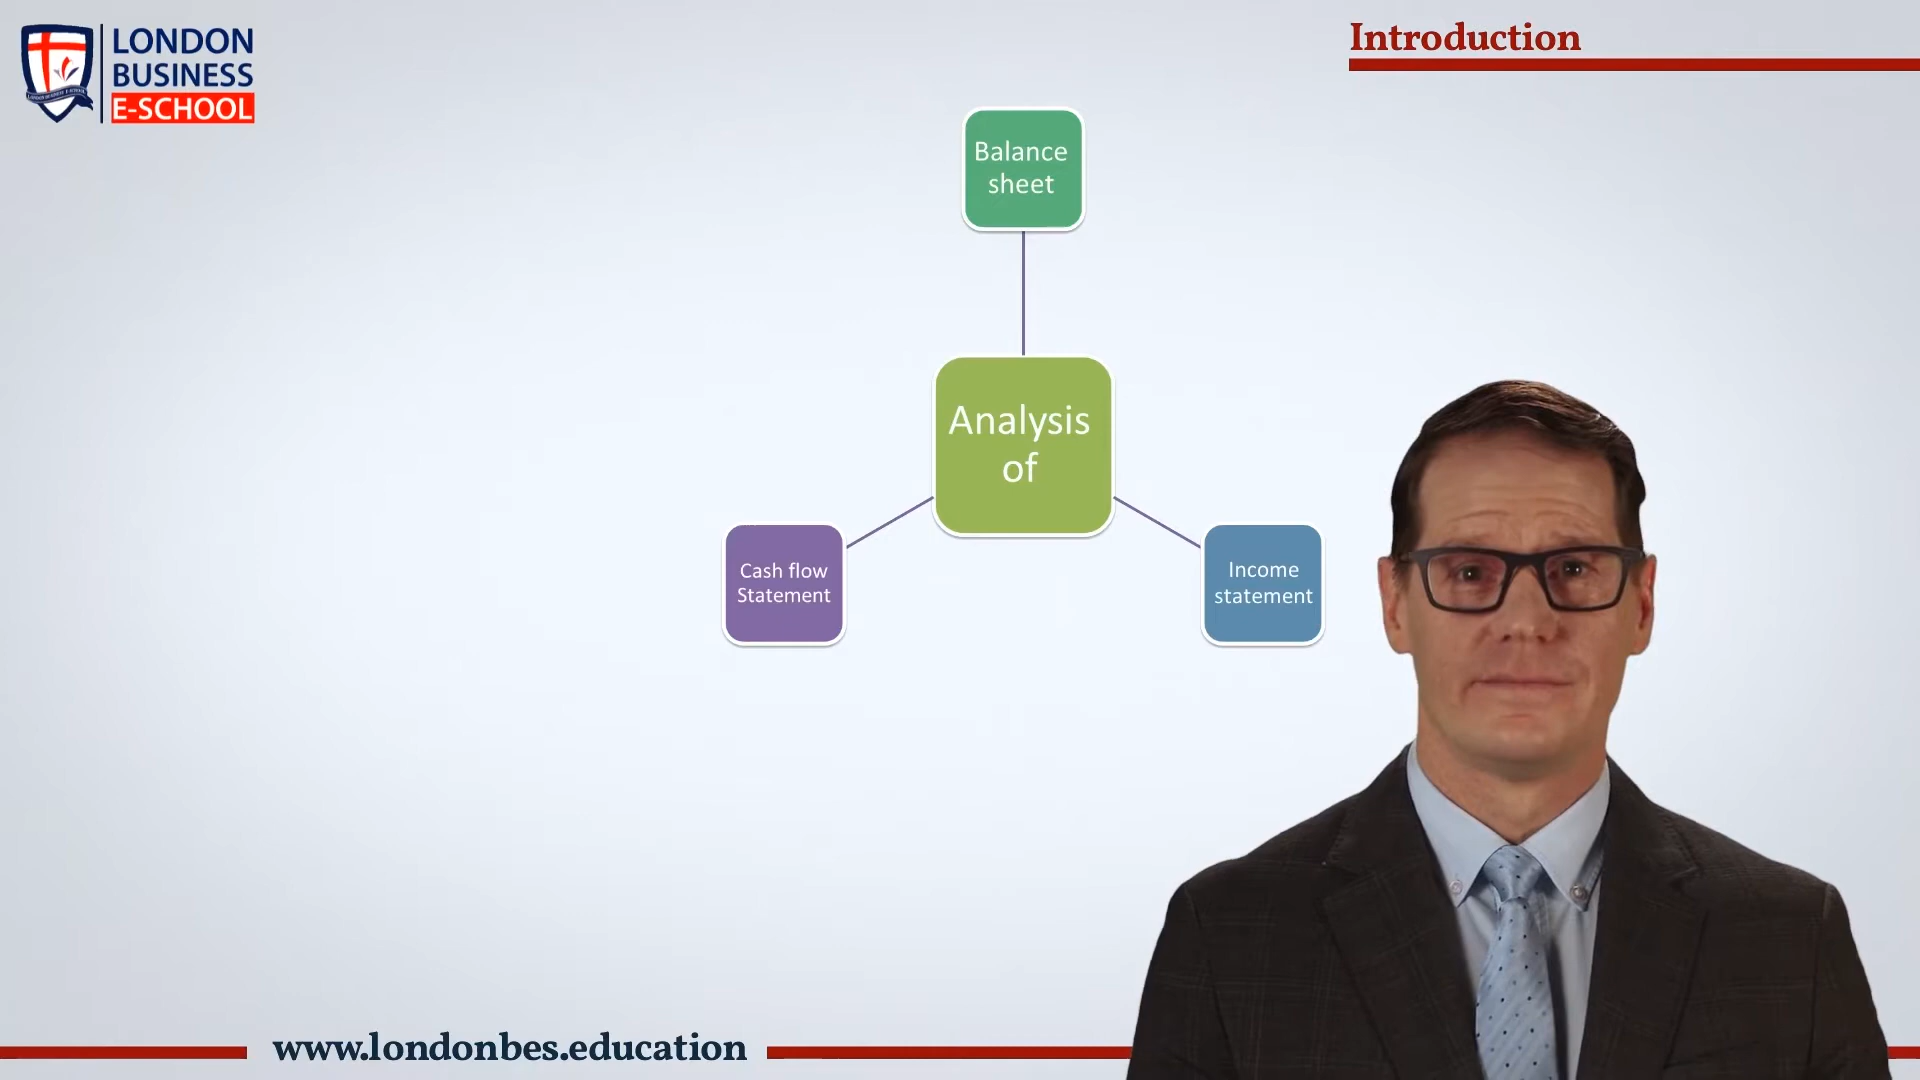 LONDON
BUSINESS
E-SCHOOL
Introduction
Balance
sheet
Analysis
of
Cash flow
Statement
Income
statement
www.londonbes.education